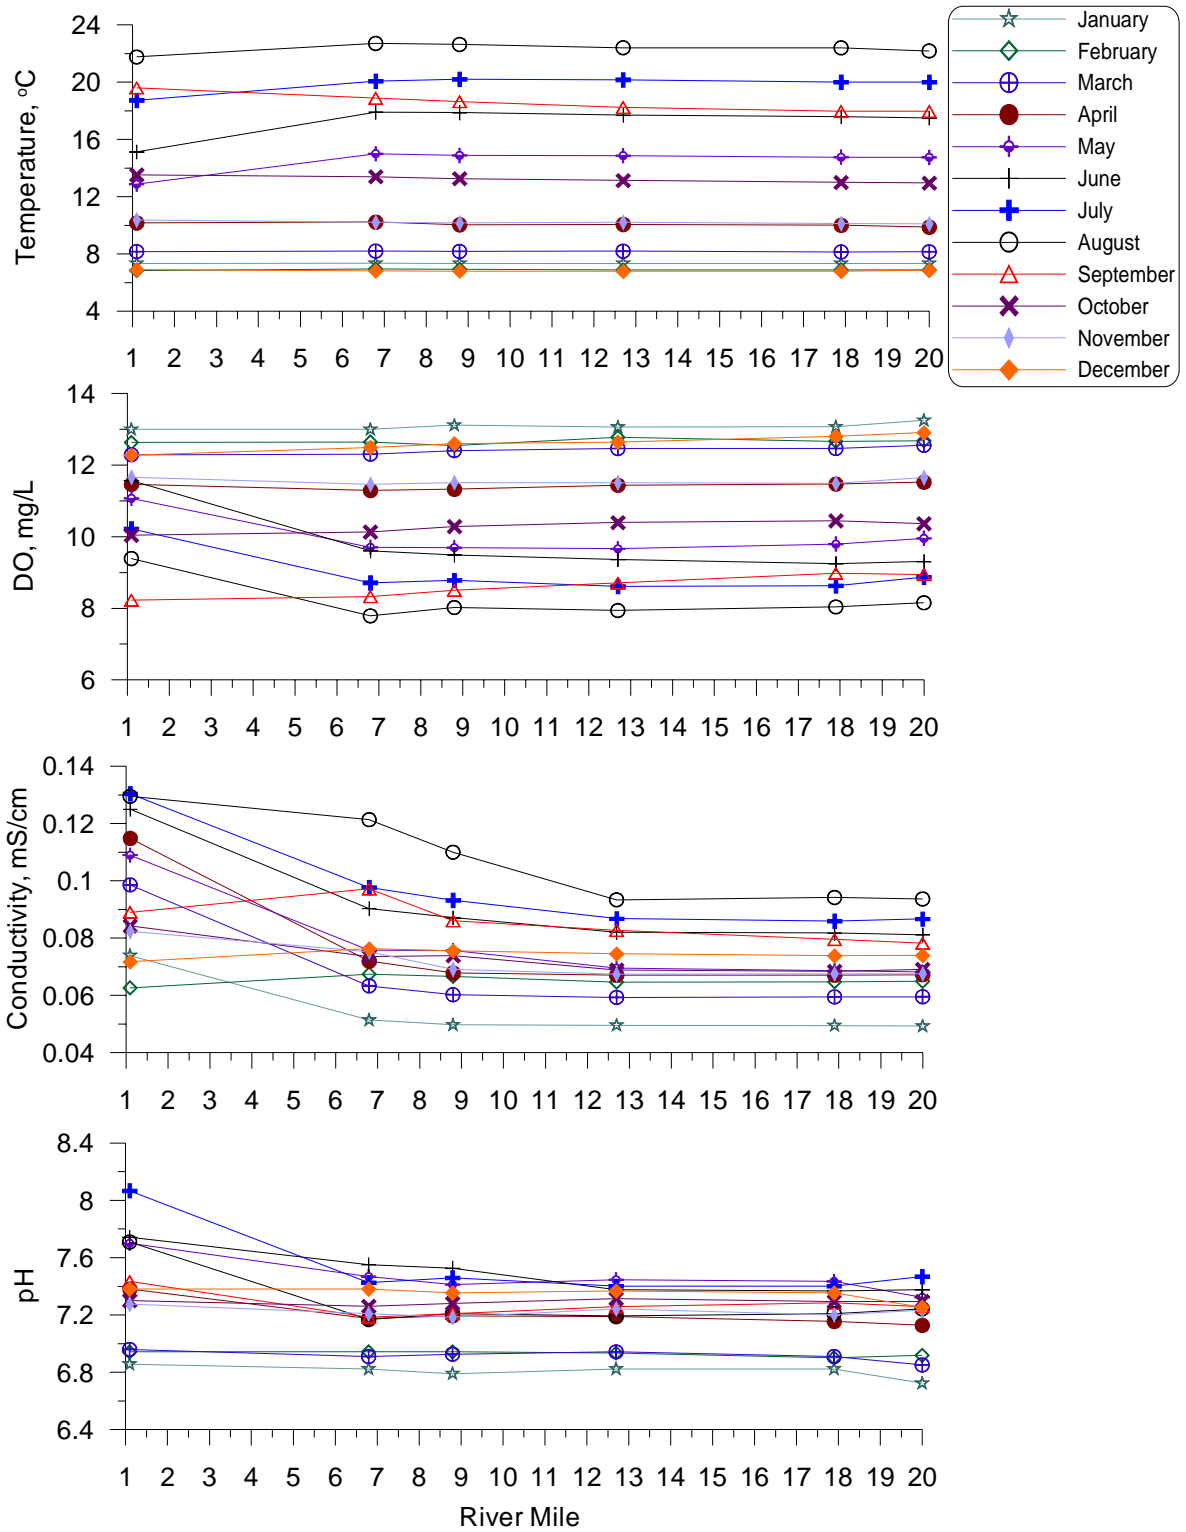 24
20
16
12
8
4
Temperature, °C
1 2 3 4 5 6 7 8 9 10 11 12 13 14 15 16 17 18 19 20
January
February
March
April
May
June
July
August
September
October
November
December
14
12
10
8
6
DO, mg/L
1 2 3 4 5 6 7 8 9 10 11 12 13 14 15 16 17 18 19 20
0.14
0.12
0.1
0.08
0.06
0.04
Conductivity, mS/cm
1 2 3 4 5 6 7 8 9 10 11 12 13 14 15 16 17 18 19 20
8.4
8
7.6
7.2
6.8
6.4
pH
1 2 3 4 5 6 7 8 9 10 11 12 13 14 15 16 17 18 19 20
River Mile